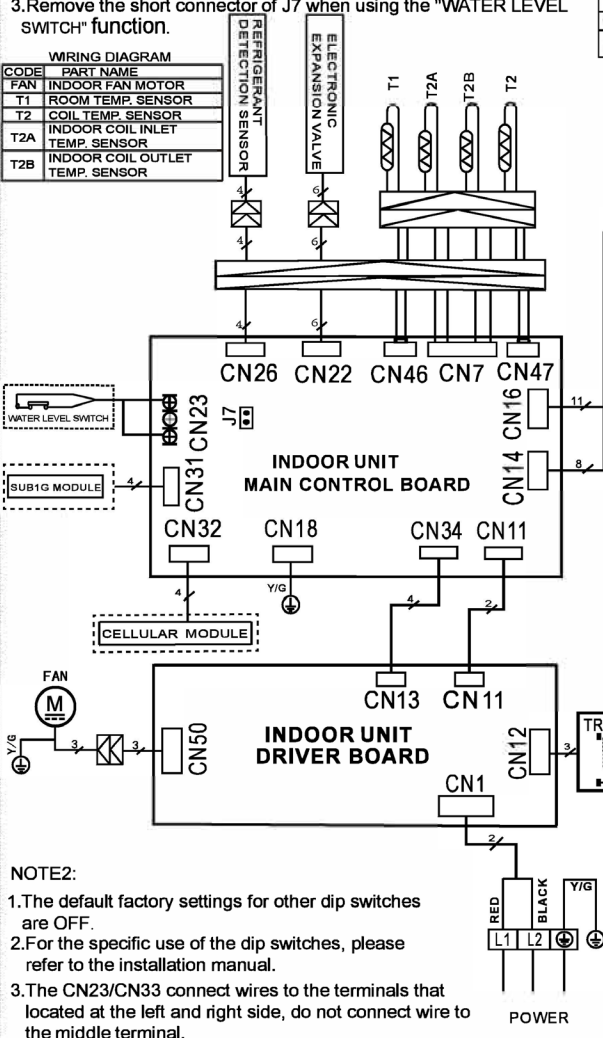 3.Remove the short connector of J7 when using the "WATER LEVEL
SWITCH" function.
WIRING DIAGRAM
CODE PART NAME
FAN INDOOR FAN MOTOR
T1 ROOM TEMP. SENSOR
T2 COIL TEMP. SENSOR
T2A INDOOR COIL INLET
TEMP. SENSOR
T2B INDOOR COIL OUTLET
TEMP. SENSOR
REFRIGERANT
DETECTION SENSOR
ELECTRONIC
EXPANSION VALVE
T1 T2A T2B T2
4 6
4 6
4 6
CN26 CN22 CN46 CN7 CN47
WATER LEVEL SWITCH
CN23
J7
CN16
11
SUB1G MODULE
4
CN31
INDOOR UNIT
MAIN CONTROL BOARD
CN14
8
CN32 CN18 CN34 CN11
4
Y/G
4
2
CELLULAR MODULE
FAN
M
Y/G
3 3
CN50
CN13 CN11
INDOOR UNIT
DRIVER BOARD
CN12
3
TR
CN1
2
RED
BLACK
Y/G
L1 L2
POWER
NOTE2:
1.The default factory settings for other dip switches
are OFF.
2.For the specific use of the dip switches, please
refer to the installation manual.
3.The CN23/CN33 connect wires to the terminals that
located at the left and right side, do not connect wire to
the middle terminal.